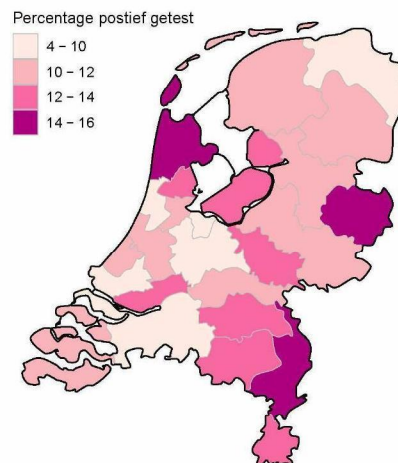 Percentage postief getest
4 – 10
10 – 12
12 – 14
14 – 16